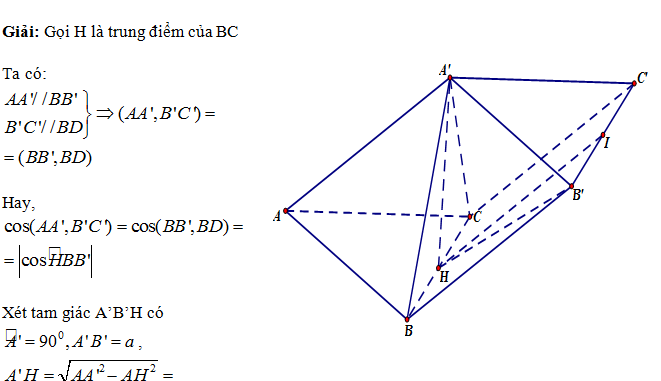 Giải: Gọi H là trung điểm của BC
Ta có:
AA'//BB'
B'C'//BD
} ⇒ (AA',B'C') =
= (BB',BD)
Hay,
cos(AA',B'C') = cos(BB',BD) =
= |cos HBB'|
Xét tam giác A’B’H có
A' = 90⁰, A'B' = a ,
A'H = √(AA'² − AH²) =
A'
C'
I
B'
A
C
H
B